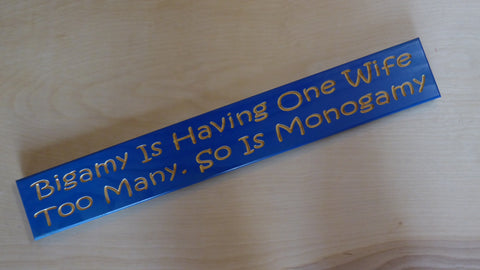 Bigamy Is Having One Wife
Too Many. So Is Monogamy